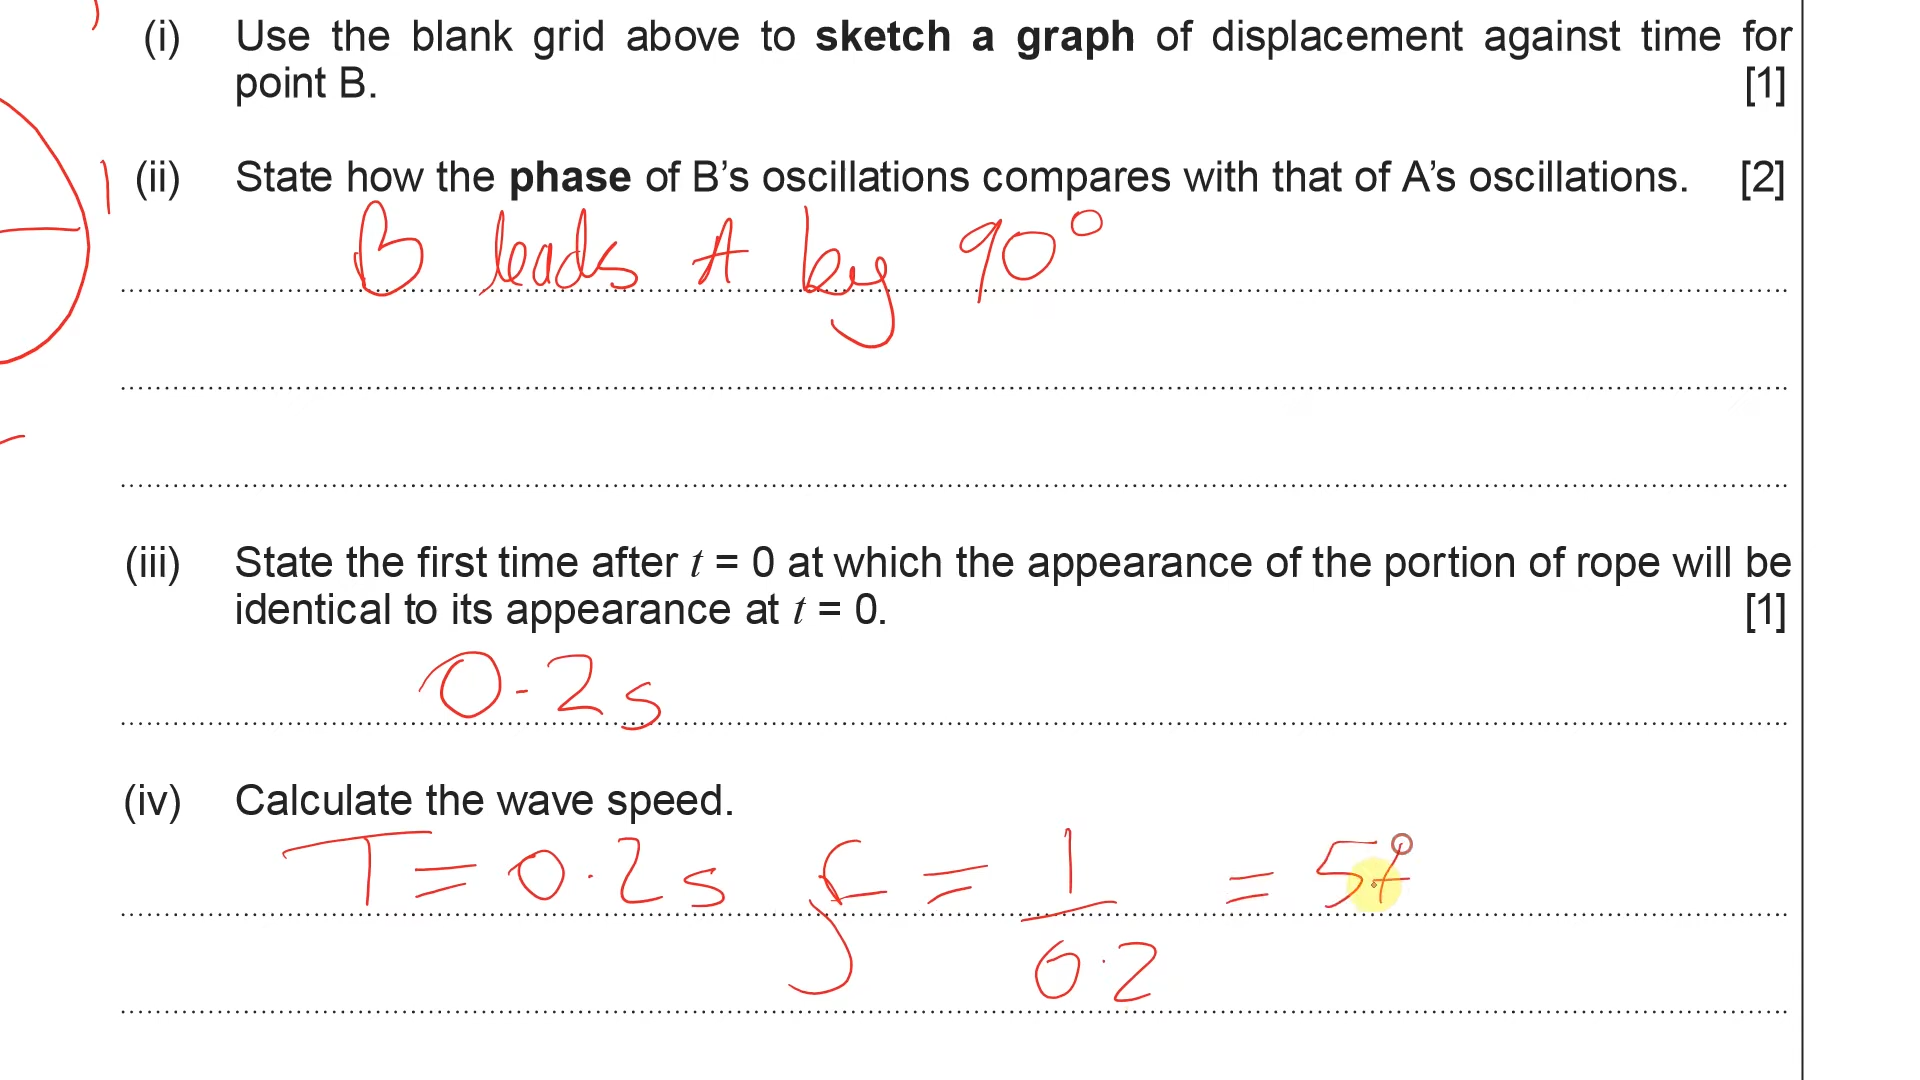 (i) Use the blank grid above to sketch a graph of displacement against time for
point B. [1]
(ii) State how the phase of B’s oscillations compares with that of A’s oscillations. [2]
B leads A by 90°
(iii) State the first time after t = 0 at which the appearance of the portion of rope will be
identical to its appearance at t = 0. [1]
0.2s
(iv) Calculate the wave speed.
T = 0.2s f = 1 = 5
0.2